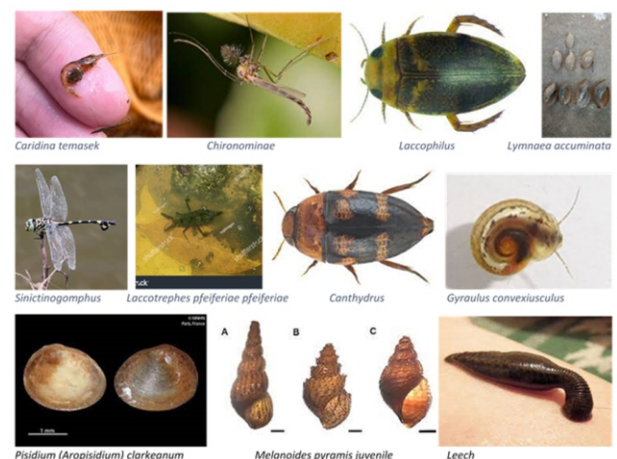 Caridina temasek
Chironominae
Laccophilus
Lymnaea accuminata
Sinictinogomphus
Laccotrephes pfeiferiae pfeiferiae
Canthydrus
Gyraulus convexiusculus
A
B
C
Pisidium (Aropisidium) clarkeanum
Melanoides pyramis juvenile
Leech